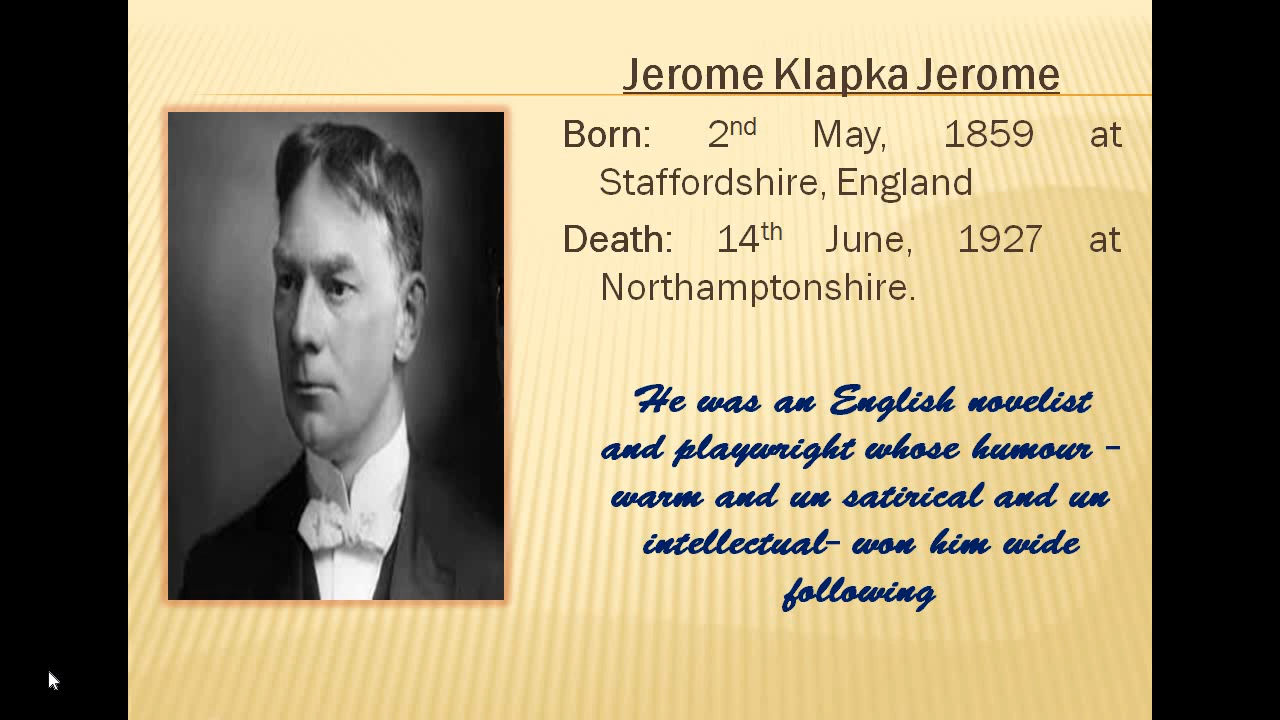 Jerome Klapka Jerome
Born: 2nd May, 1859 at
Staffordshire, England
Death: 14th June, 1927 at
Northamptonshire.
He was an English novelist
and playwright whose humour –
warm and un satirical and un
intellectual– won him wide
following